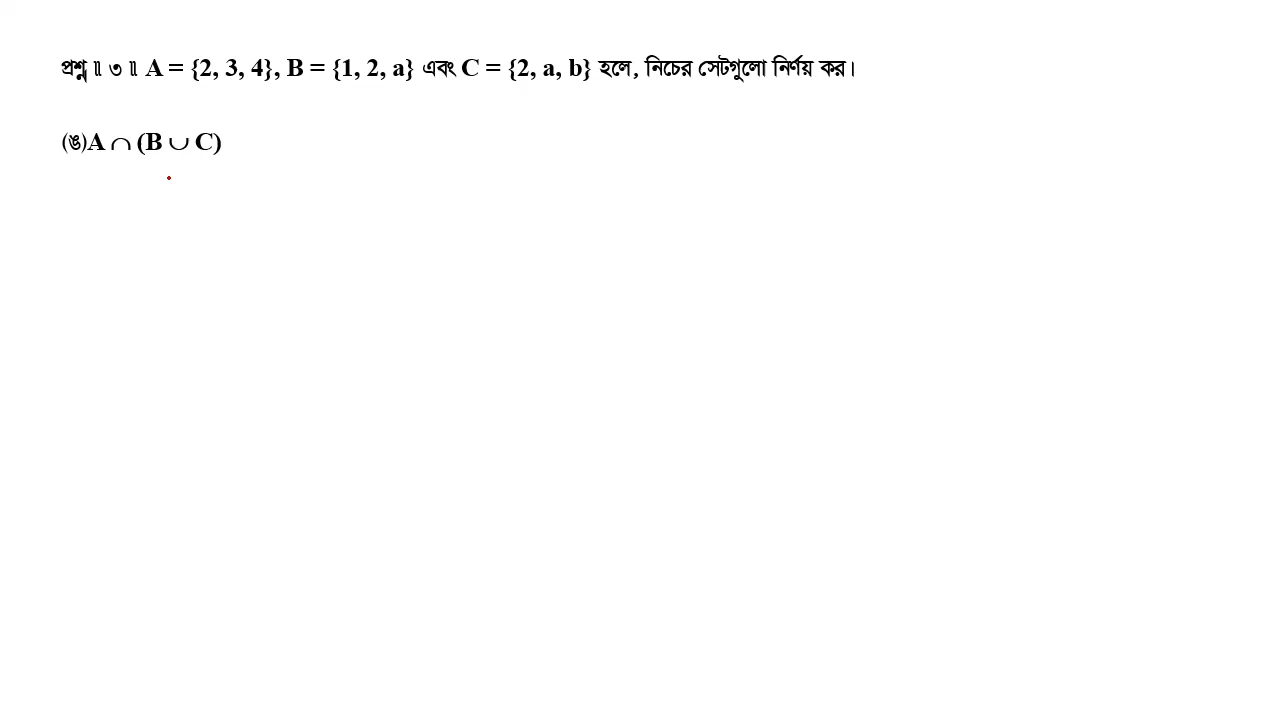 প্রশ্ন ॥ ৩ ॥ A = {2, 3, 4}, B = {1, 2, a} এবং C = {2, a, b} হলে, নিচের সেটগুলো নির্ণয় কর।
(ঙ)A ∩ (B ∪ C)